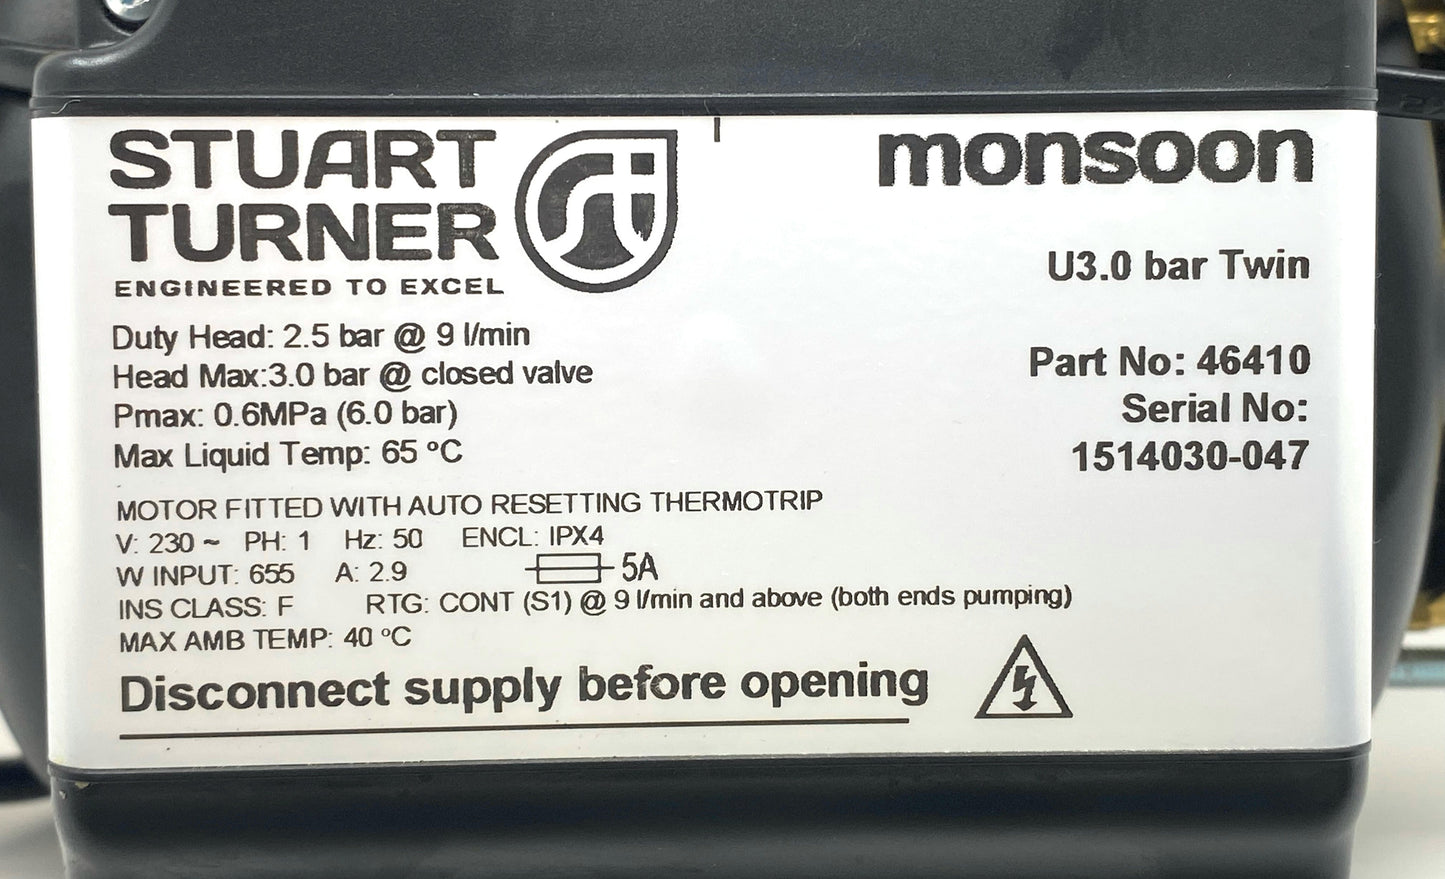 STUART
TURNER
ENGINEERED TO EXCEL
monsoon
U3.0 bar Twin
Part No: 46410
Serial No:
1514030-047
Duty Head: 2.5 bar @ 9 l/min
Head Max:3.0 bar @ closed valve
Pmax: 0.6MPa (6.0 bar)
Max Liquid Temp: 65 ºC
MOTOR FITTED WITH AUTO RESETTING THERMOTRIP
V: 230 ~ PH: 1 Hz: 50 ENCL: IPX4
W INPUT: 655 A: 2.9 5A
INS CLASS: F RTG: CONT (S1) @ 9 l/min and above (both ends pumping)
MAX AMB TEMP: 40 ºC
Disconnect supply before opening